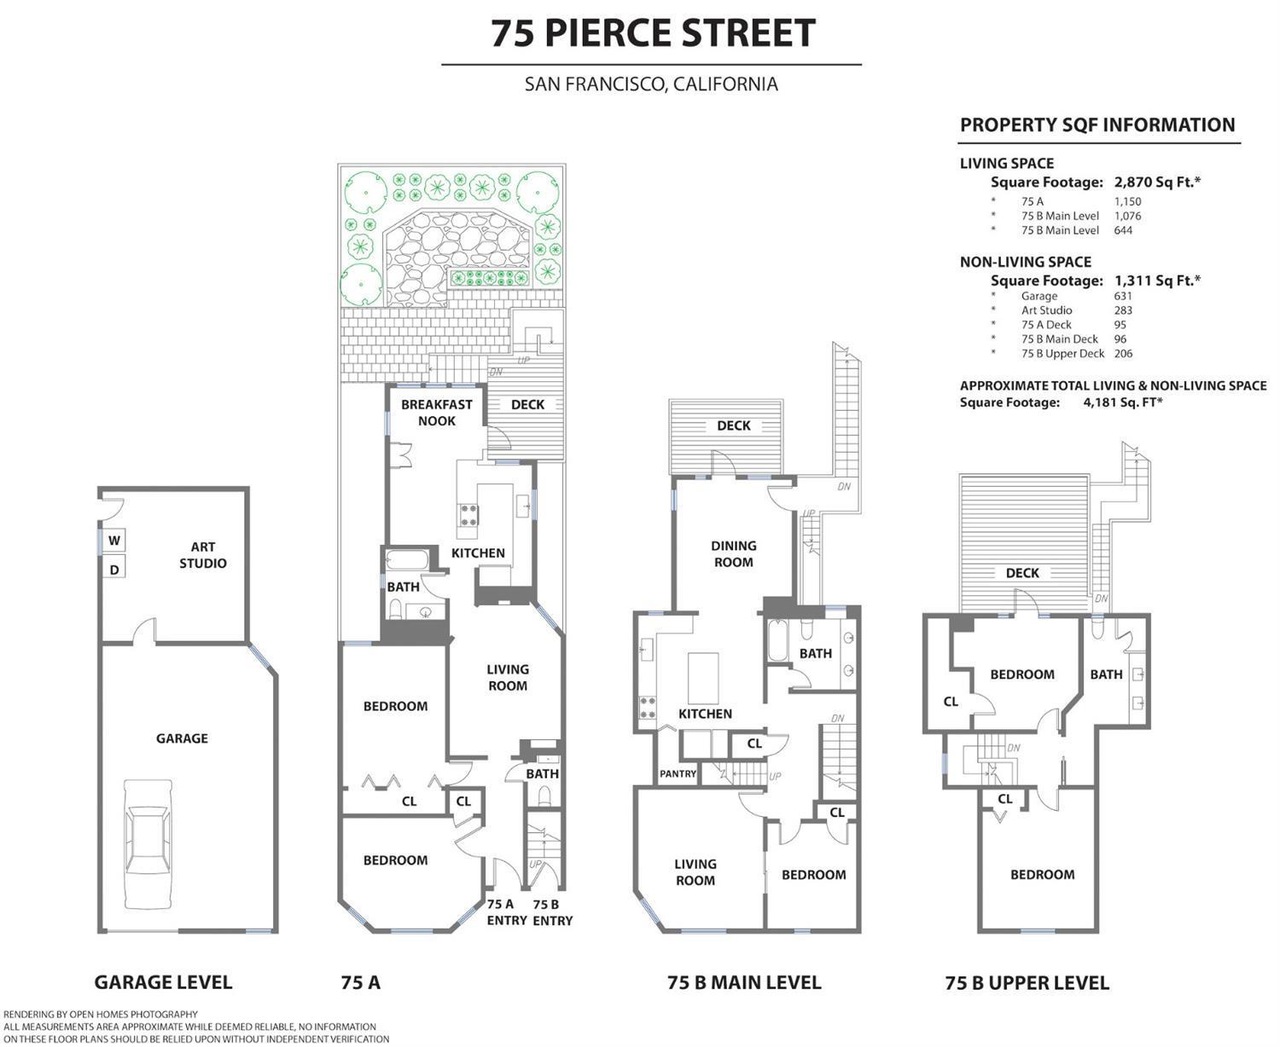 75 PIERCE STREET
SAN FRANCISCO, CALIFORNIA
PROPERTY SQF INFORMATION
LIVING SPACE
Square Footage: 2,870 Sq Ft.*
* 75 A 1,150
* 75 B Main Level 1,076
* 75 B Main Level 644
NON-LIVING SPACE
Square Footage: 1,311 Sq Ft.*
* Garage 631
* Art Studio 283
* 75 A Deck 95
* 75 B Main Deck 96
* 75 B Upper Deck 206
APPROXIMATE TOTAL LIVING & NON-LIVING SPACE
Square Footage: 4,181 Sq. FT*
W
D
ART
STUDIO
GARAGE
GARAGE LEVEL
UP
DN
BREAKFAST
NOOK
DECK
KITCHEN
BATH
LIVING
ROOM
BEDROOM
BATH
CL
CL
BEDROOM
UP
75 A
ENTRY
75 B
ENTRY
75 A
DECK
DN
UP
DINING
ROOM
BATH
KITCHEN
DN
CL
PANTRY
UP
CL
LIVING
ROOM
BEDROOM
75 B MAIN LEVEL
DECK
DN
BEDROOM
BATH
CL
DN
CL
BEDROOM
75 B UPPER LEVEL
RENDERING BY OPEN HOMES PHOTOGRAPHY
ALL MEASUREMENTS AREA APPROXIMATE WHILE DEEMED RELIABLE, NO INFORMATION
ON THESE FLOOR PLANS SHOULD BE RELIED UPON WITHOUT INDEPENDENT VERIFICATION